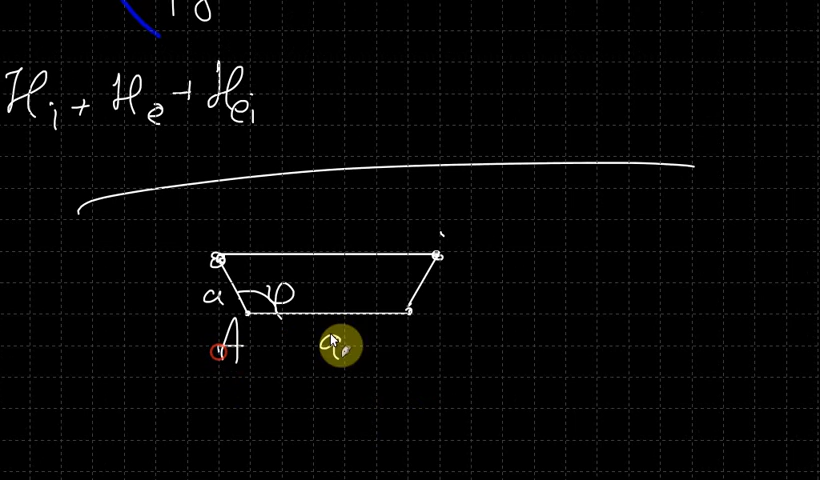 H_i + H_e + H_ei
a φ
A